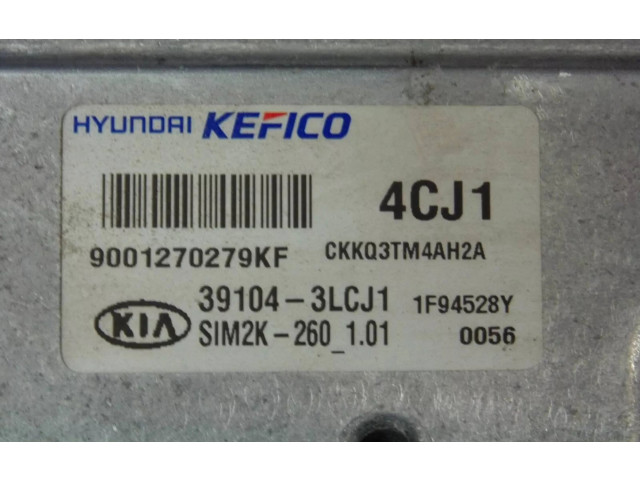 HYUNDAI KEFICO
4CJ1
9001270279KF CKKQ3TM4AH2A
KIA
39104-3LCJ1 1F94528Y
SIM2K-260_1.01 0056